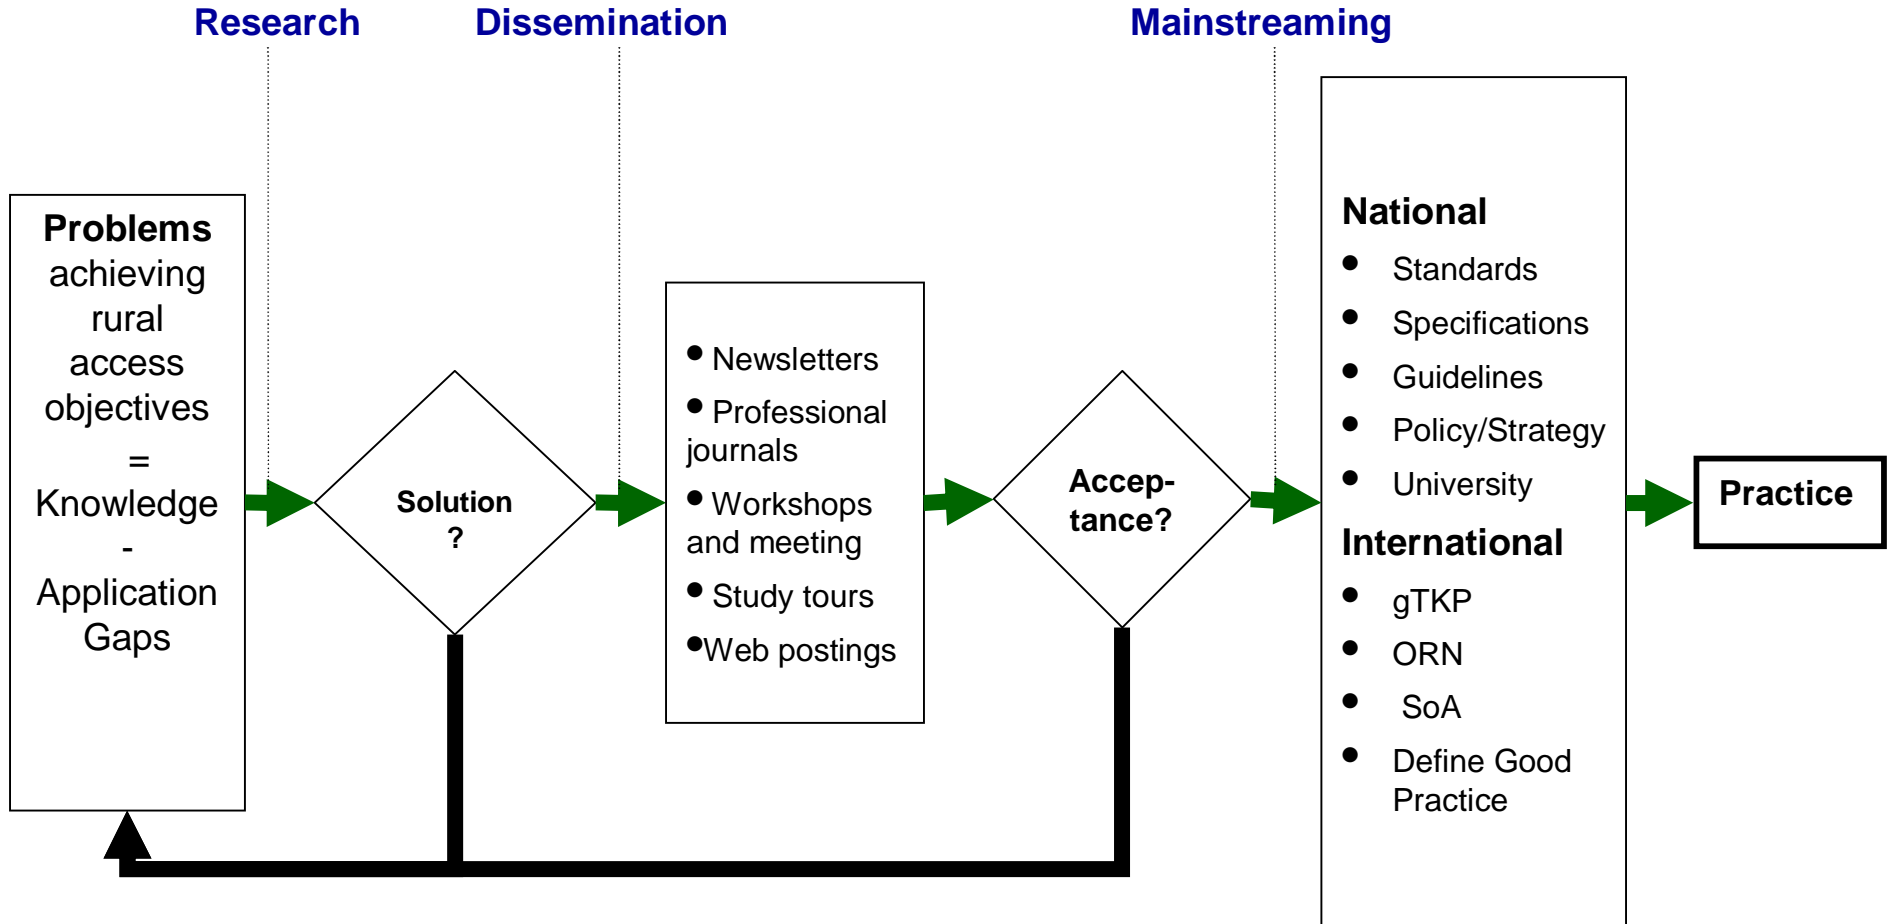 Research
Dissemination
Mainstreaming
Problems
achieving
rural
access
objectives
=
Knowledge
-
Application
Gaps
Solution
?
• Newsletters
• Professional
journals
• Workshops
and meeting
• Study tours
•Web postings
Accep-
tance?
National
• Standards
• Specifications
• Guidelines
• Policy/Strategy
• University
International
• gTKP
• ORN
• SoA
• Define Good
Practice
Practice